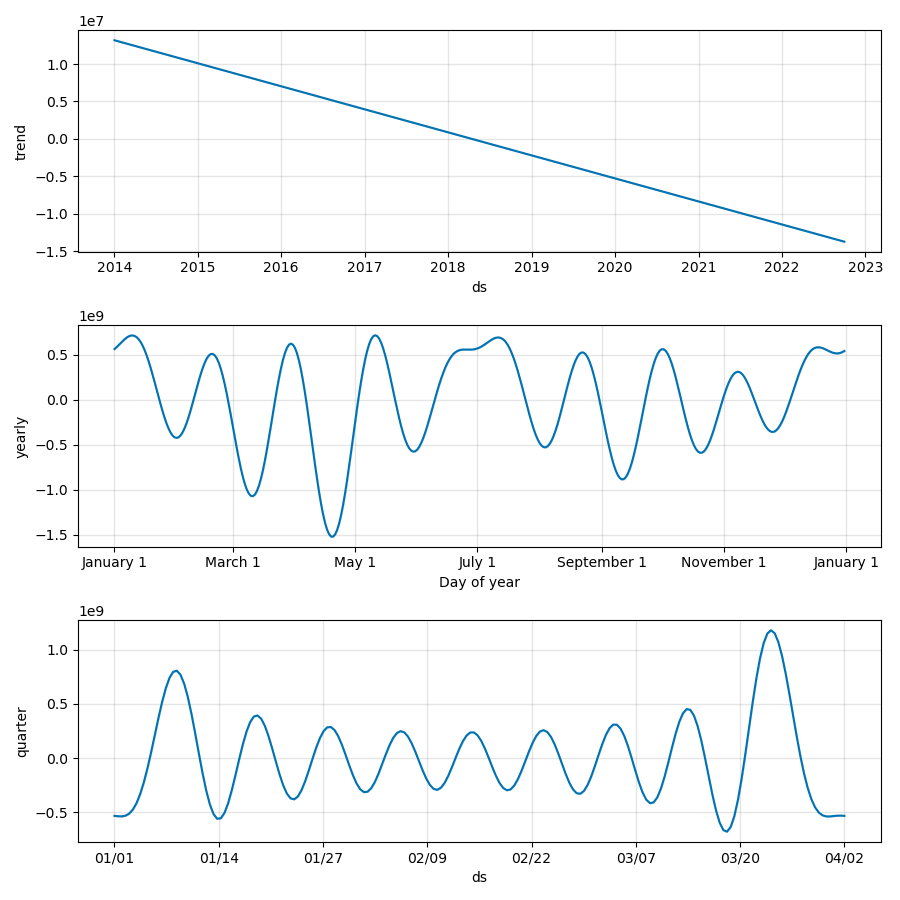 1e7
trend
1.0
0.5
0.0
−0.5
−1.0
−1.5
2014 2015 2016 2017 2018 2019 2020 2021 2022 2023
ds
1e9
yearly
0.5
0.0
−0.5
−1.0
−1.5
January 1 March 1 May 1 July 1 September 1 November 1 January 1
Day of year
1e9
quarter
1.0
0.5
0.0
−0.5
01/01 01/14 01/27 02/09 02/22 03/07 03/20 04/02
ds